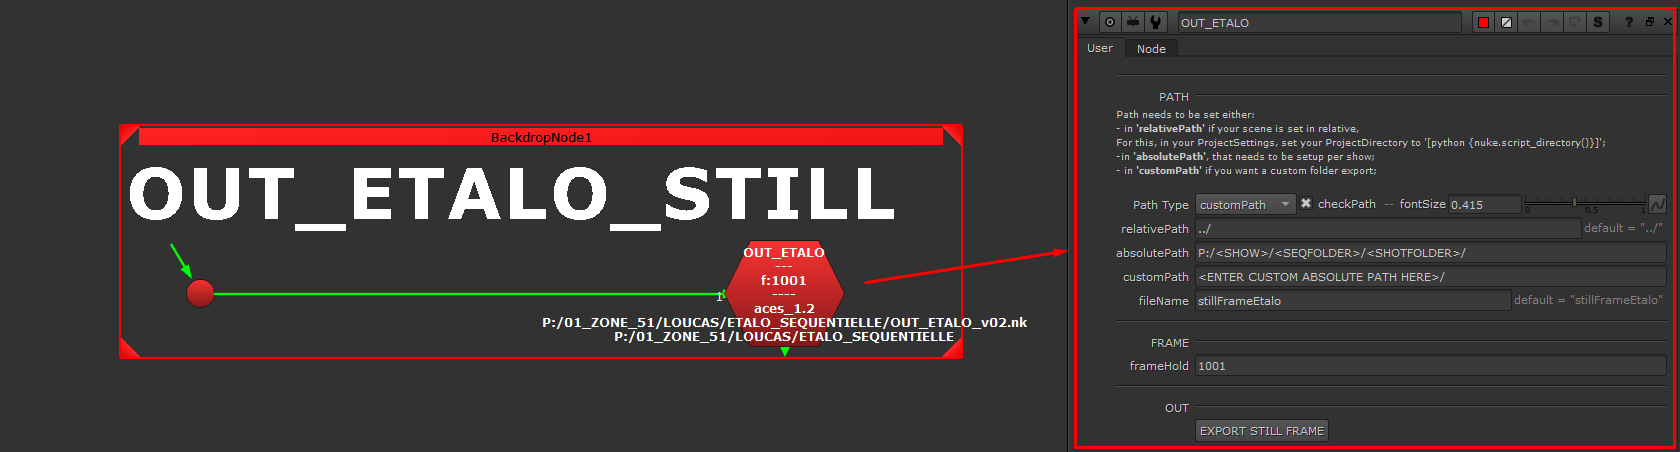 BackdropNode1
OUT_ETALO_STILL
OUT_ETALO
---
f:1001
----
1
aces_1.2
P:/01_ZONE_51/LOUCAS/ETALO_SEQUENTIELLE/OUT_ETALO_v02.nk
P:/01_ZONE_51/LOUCAS/ETALO_SEQUENTIELLE
OUT_ETALO S ?
User Node
PATH
Path needs to be set either:
- in 'relativePath' if your scene is set in relative,
For this, in your ProjectSettings, set your ProjectDirectory to '[python {nuke.script_directory()}]';
-in 'absolutePath', that needs to be setup per show;
- in 'customPath' if you want a custom folder export;
Path Type customPath checkPath -- fontSize 0.415 0 0.5 1
relativePath ../ default = "../"
absolutePath P:/<SHOW>/<SEQFOLDER>/<SHOTFOLDER>/
customPath <ENTER CUSTOM ABSOLUTE PATH HERE>/
fileName stillFrameEtalo default = "stillFrameEtalo"
FRAME
frameHold 1001
OUT
EXPORT STILL FRAME